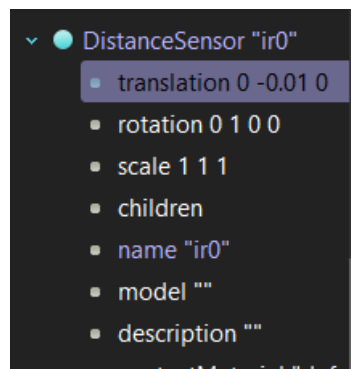 DistanceSensor "ir0"
translation 0 -0.01 0
rotation 0 1 0 0
scale 1 1 1
children
name "ir0"
model ""
description ""